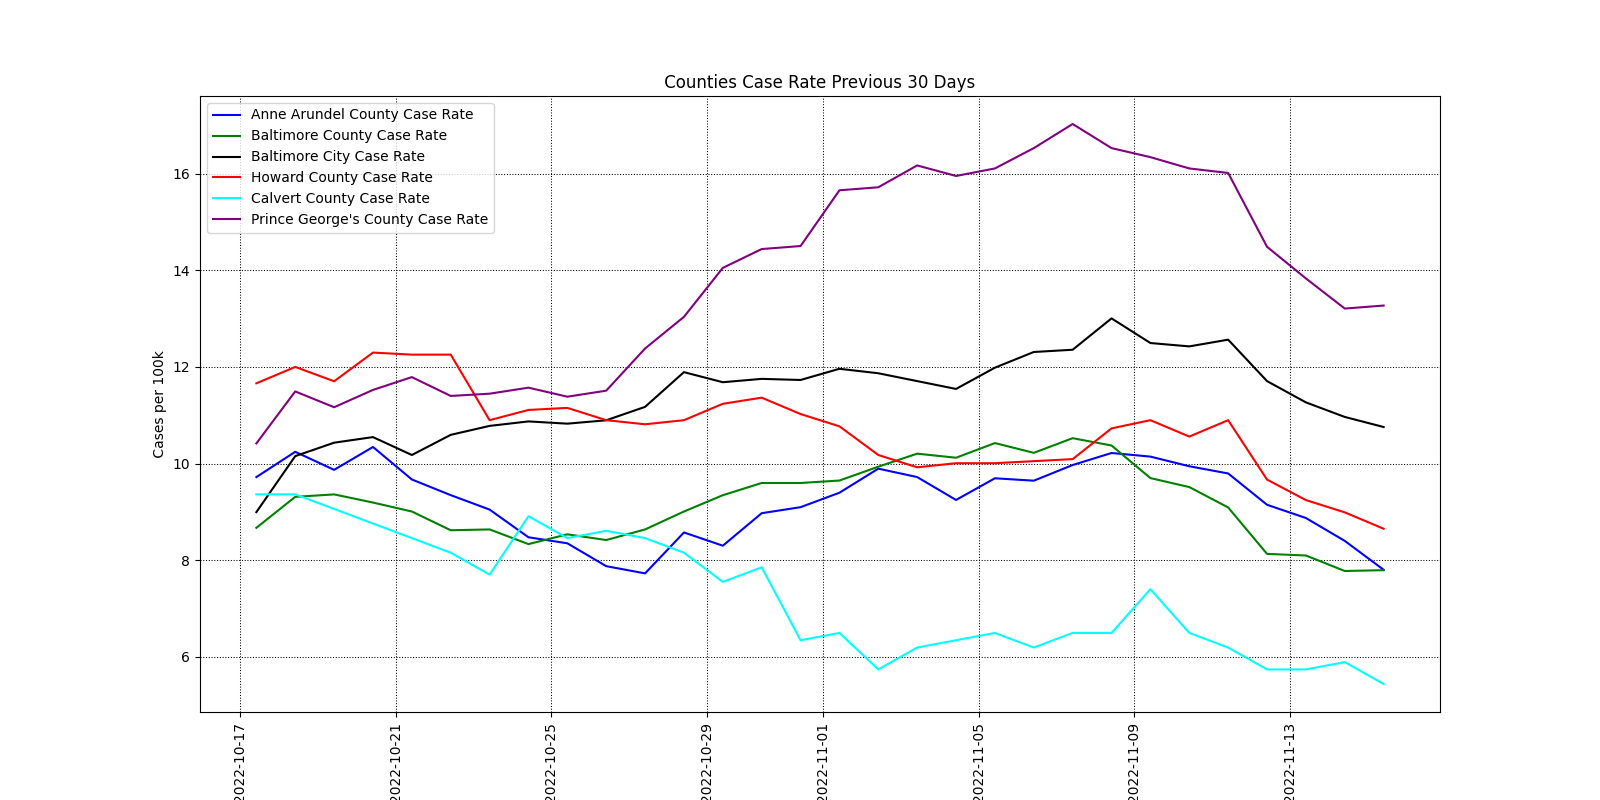 Counties Case Rate Previous 30 Days
Anne Arundel County Case Rate
Baltimore County Case Rate
Baltimore City Case Rate
Howard County Case Rate
Calvert County Case Rate
Prince George's County Case Rate
Cases per 100k
16
14
12
10
8
6
2022-10-17
2022-10-21
2022-10-25
2022-10-29
2022-11-01
2022-11-05
2022-11-09
2022-11-13